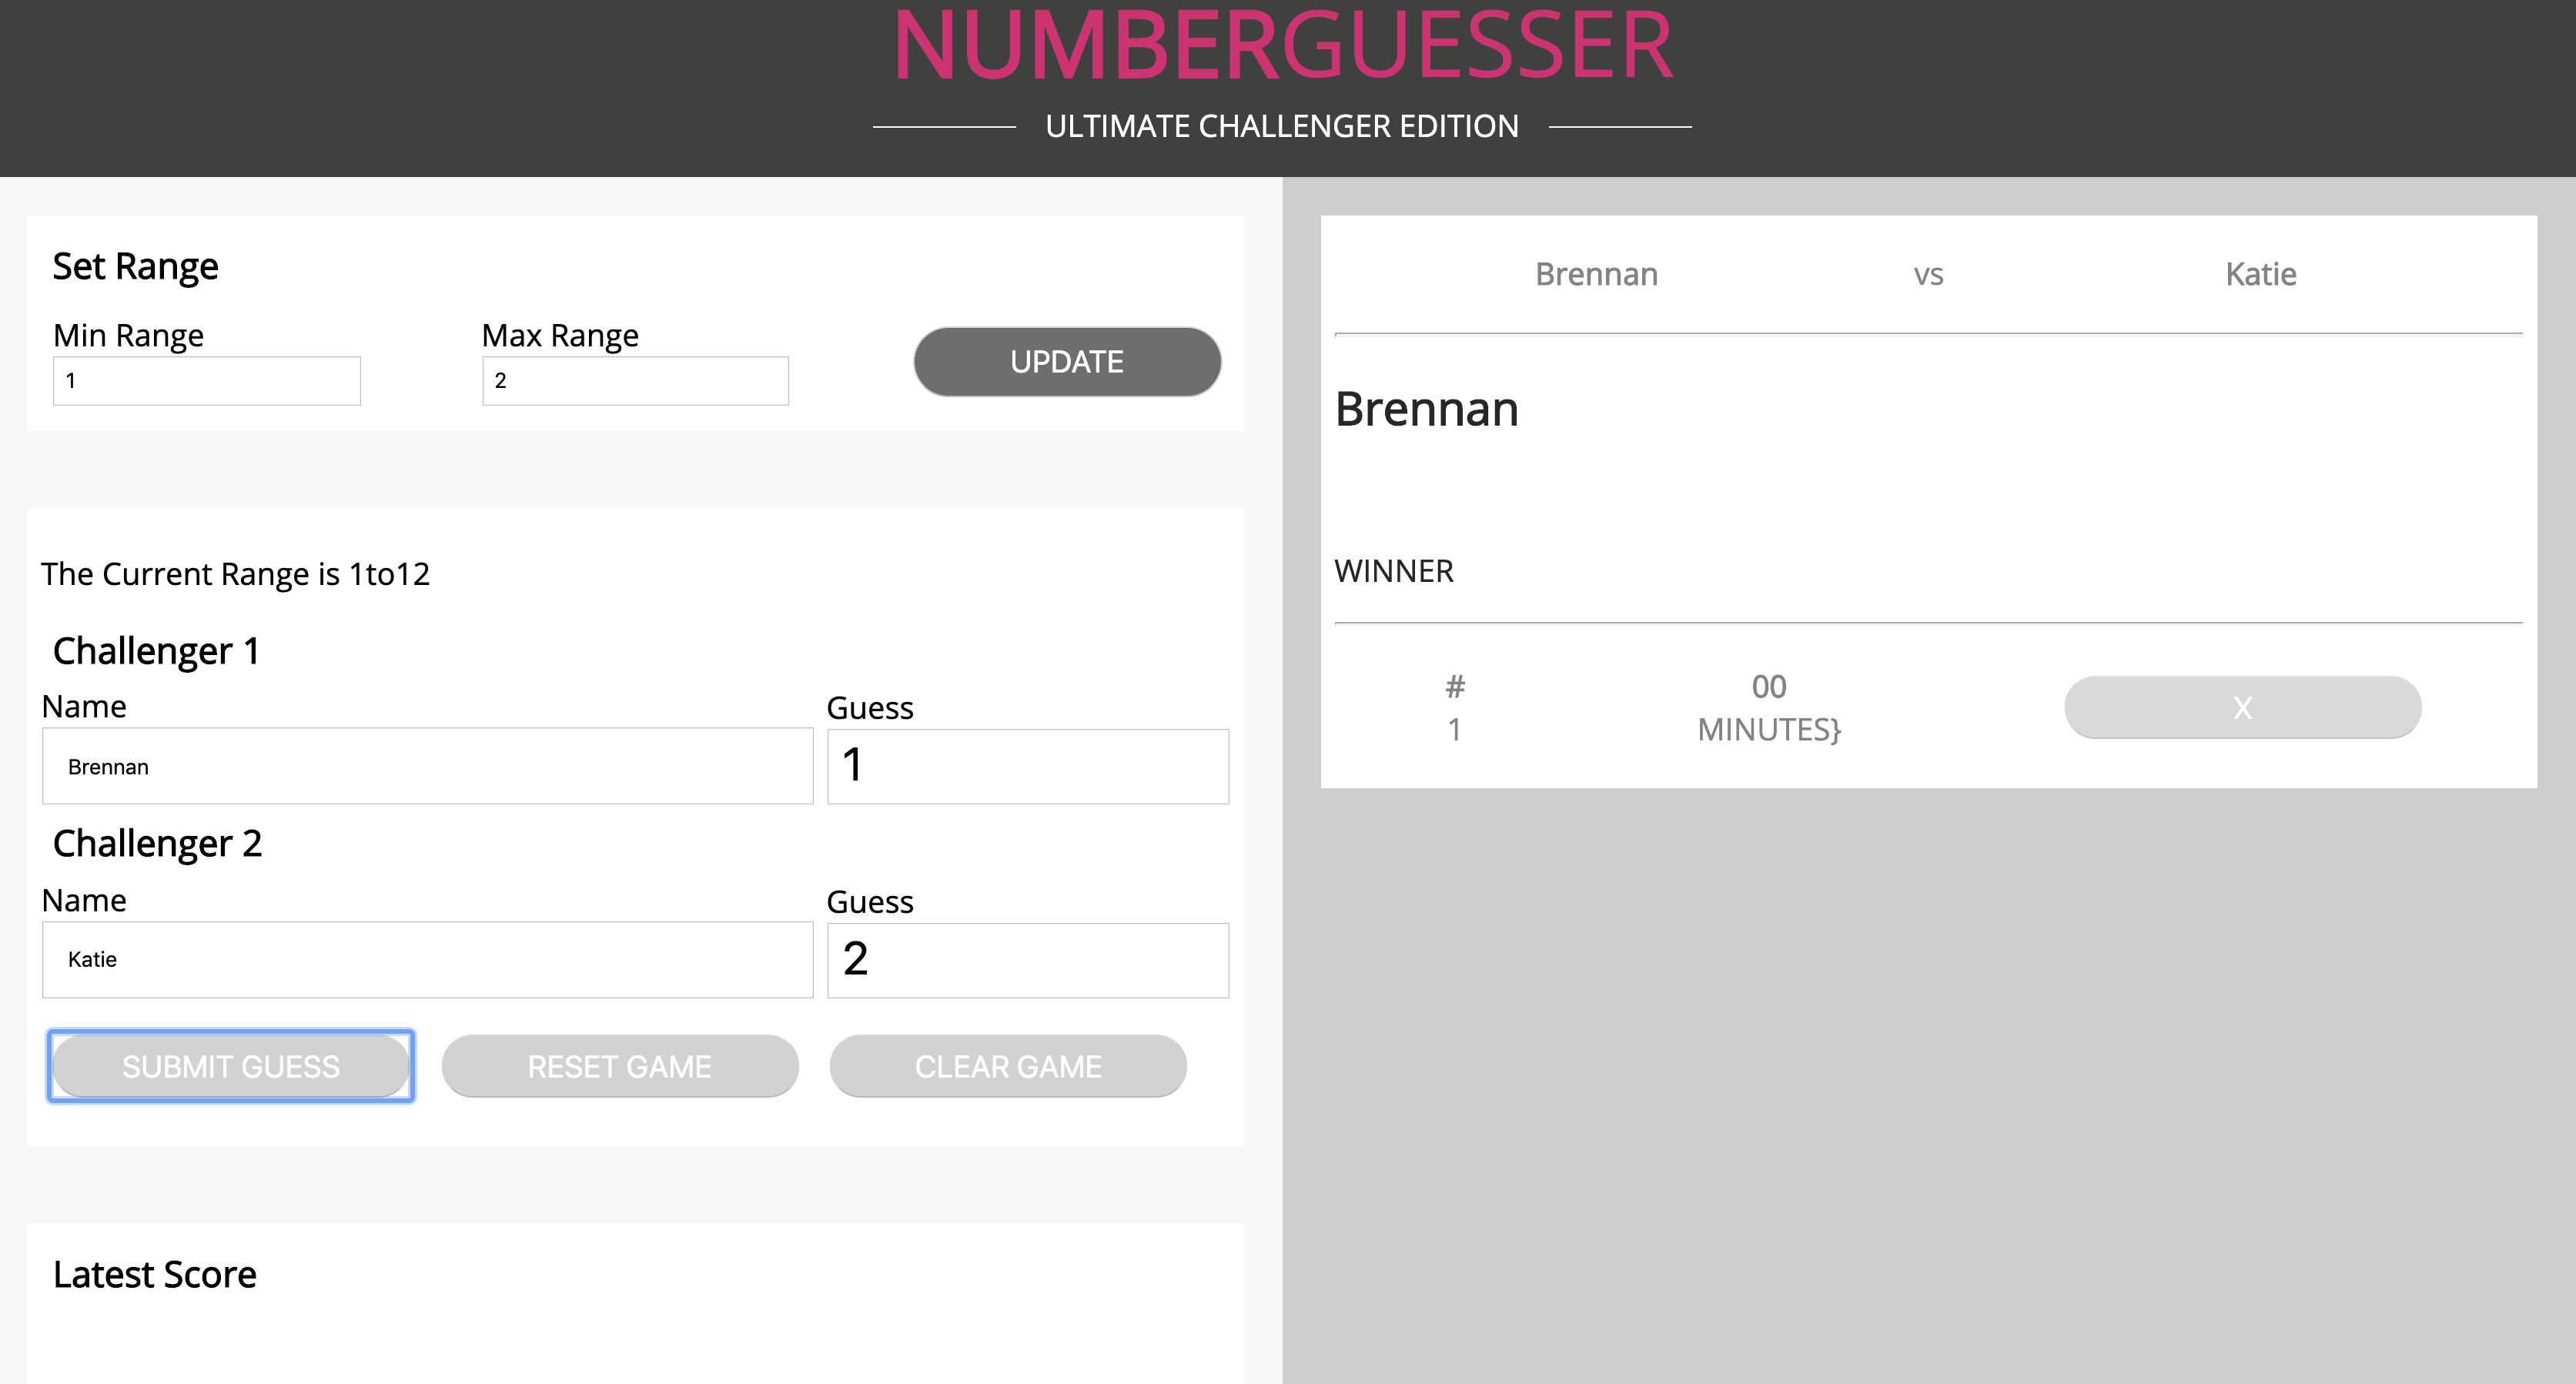 NUMBERGUESSER
ULTIMATE CHALLENGER EDITION
Set Range
Min Range
Max Range
1
2
UPDATE
The Current Range is 1to12
Challenger 1
Name
Guess
Brennan
1
Challenger 2
Name
Guess
Katie
2
SUBMIT GUESS
RESET GAME
CLEAR GAME
Latest Score
Brennan vs Katie
Brennan
WINNER
#
1
00
MINUTES}
X